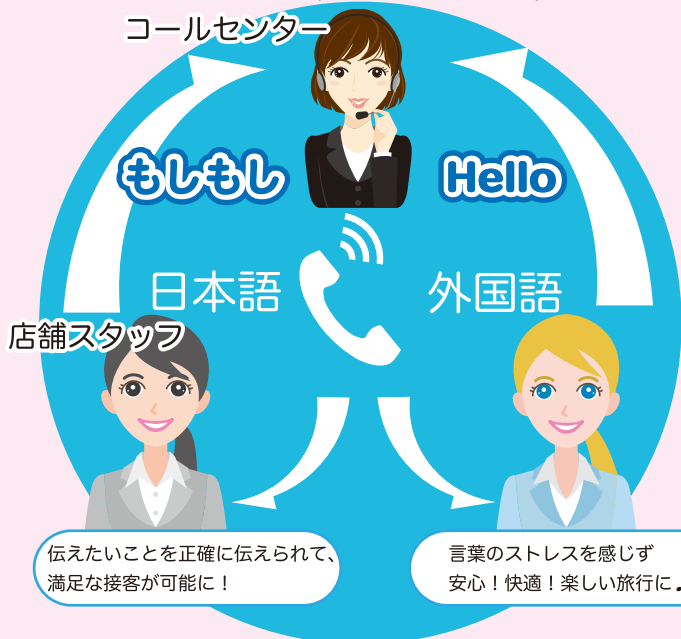 コールセンター
もしもし
Hello
日本語
外国語
店舗スタッフ
伝えたいことを正確に伝えられて、
満足な接客が可能に！
言葉のストレスを感じず
安心！快適！楽しい旅行に♪